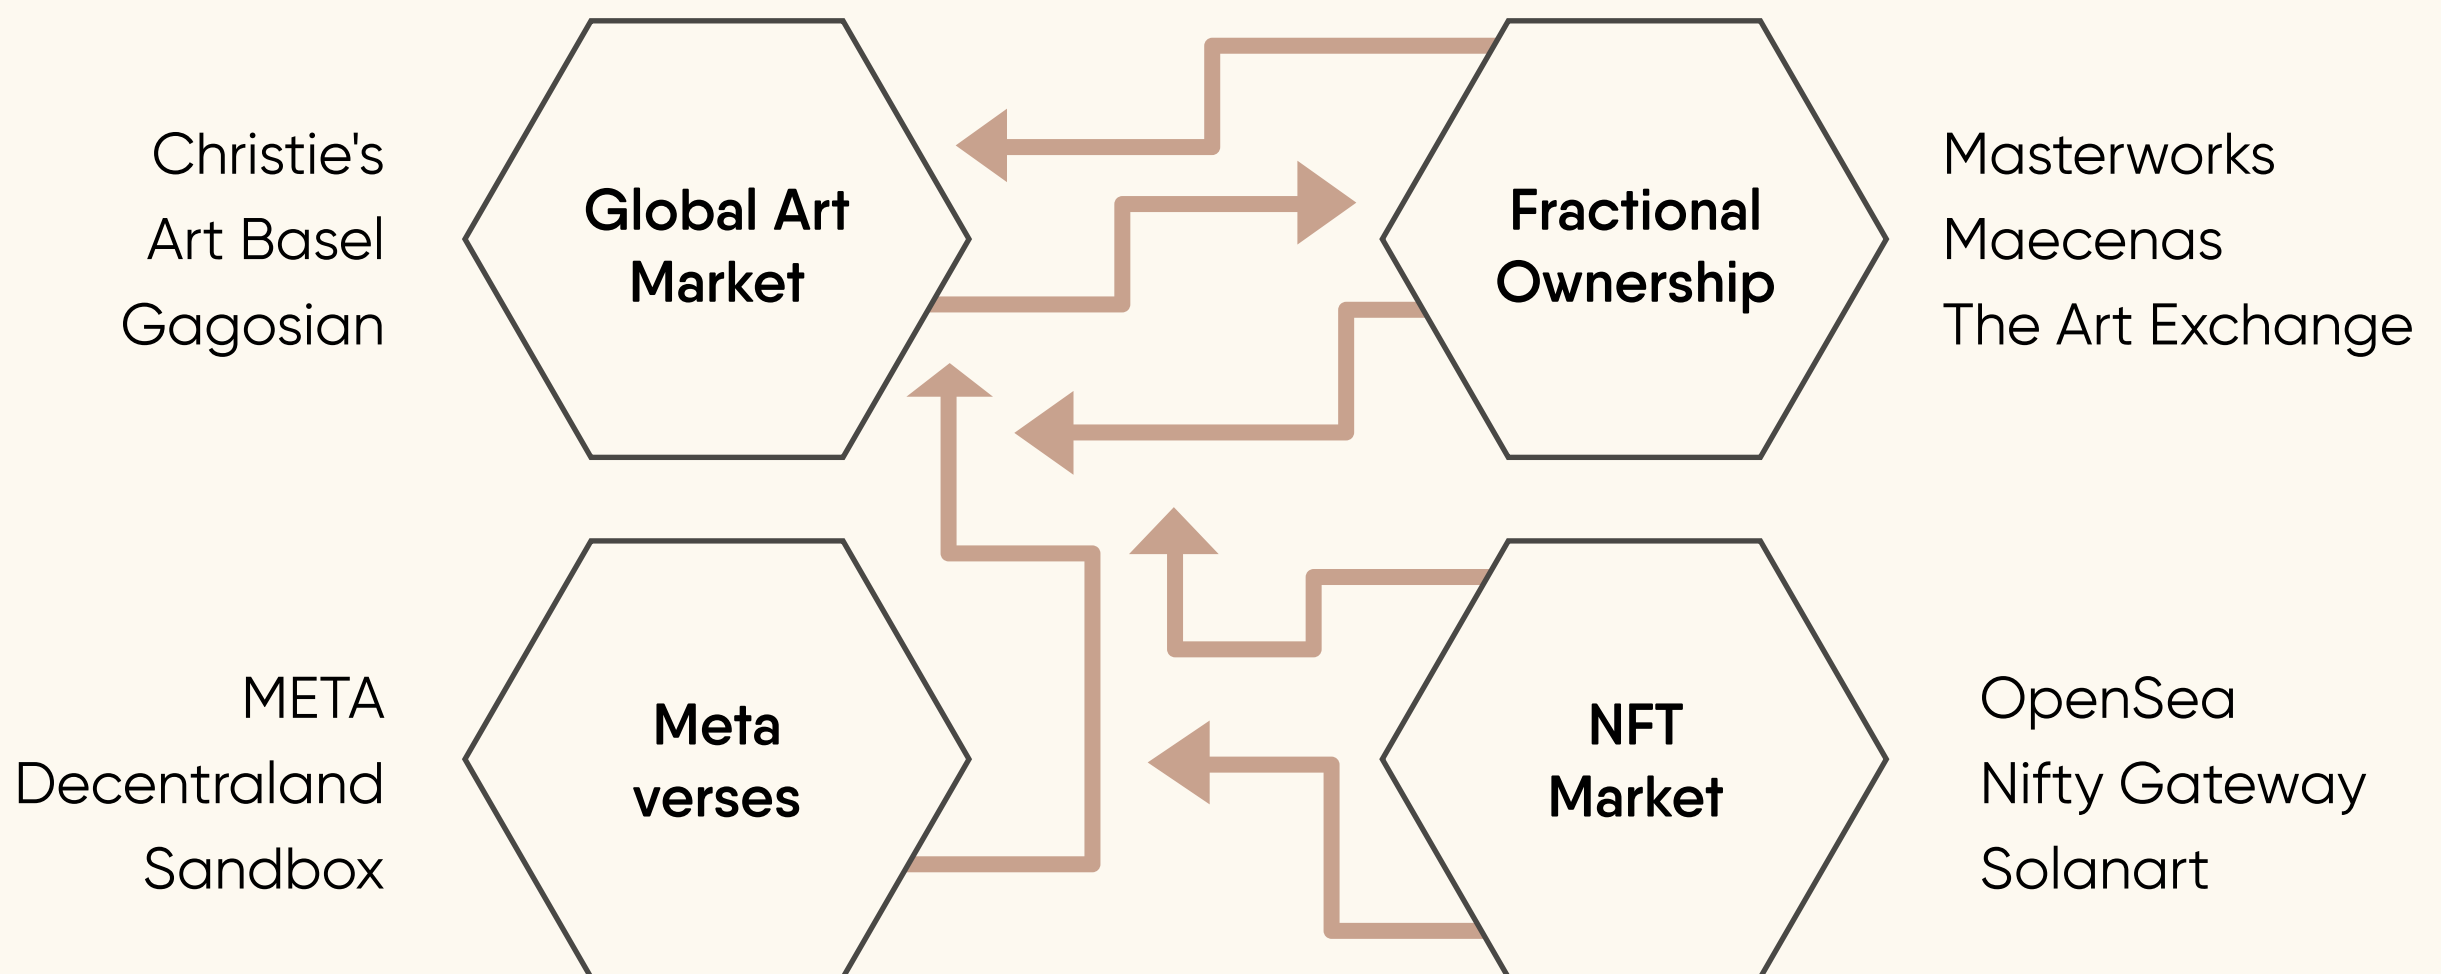 Christie's
Art Basel
Gagosian
Global Art
Market
Fractional
Ownership
Masterworks
Maecenas
The Art Exchange
META
Decentraland
Sandbox
Meta
verses
NFT
Market
OpenSea
Nifty Gateway
Solanart